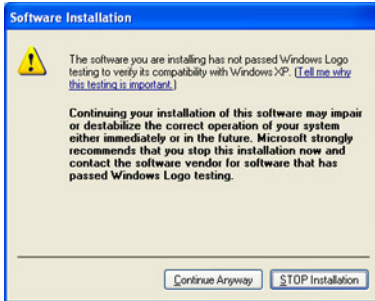 Software Installation
The software you are installing has not passed Windows Logo
testing to verify its compatibility with Windows XP. (Tell me why
this testing is important.)
Continuing your installation of this software may impair
or destabilize the correct operation of your system
either immediately or in the future. Microsoft strongly
recommends that you stop this installation now and
contact the software vendor for software that has
passed Windows Logo testing.
Continue Anyway
STOP Installation